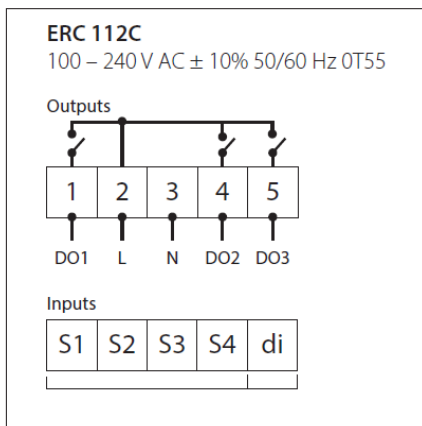 ERC 112C
100 – 240 V AC ± 10% 50/60 Hz 0T55
Outputs
1 2 3 4 5
DO1 L N DO2 DO3
Inputs
S1 S2 S3 S4 di